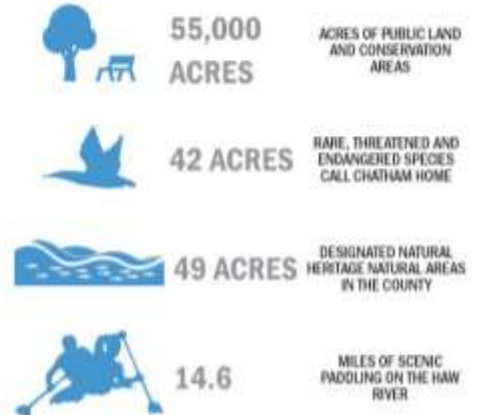 55,000
ACRES
ACRES OF PUBLIC LAND
AND CONSERVATION
AREAS
42 ACRES
RARE, THREATENED AND
ENDANGERED SPECIES
CALL CHATHAM HOME
49 ACRES
DESIGNATED NATURAL
HERITAGE NATURAL AREAS
IN THE COUNTY
14.6
MILES OF SCENIC
PADDLING ON THE HAW
RIVER